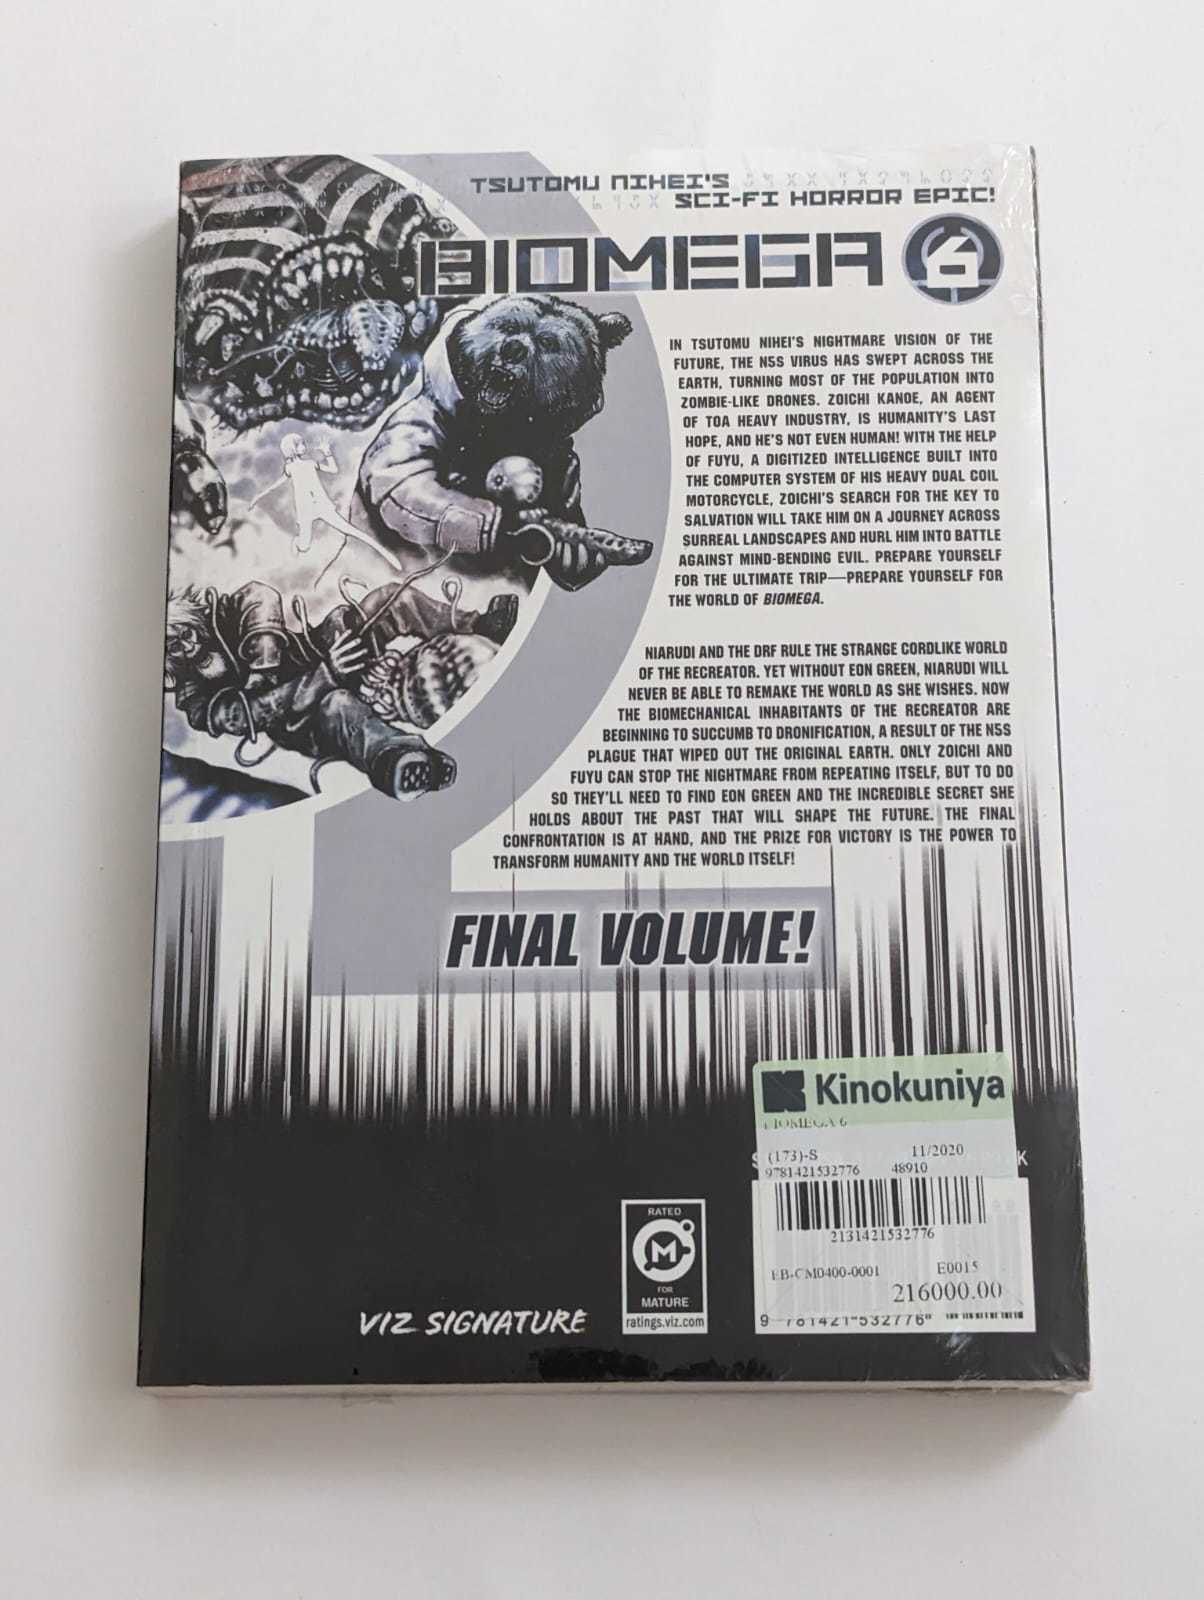 TSUTOMU NIHEI'S
SCI-FI HORROR EPIC!
BIOMEGA 6
IN TSUTOMU NIHEI'S NIGHTMARE VISION OF THE
FUTURE, THE N5S VIRUS HAS SWEPT ACROSS THE
EARTH, TURNING MOST OF THE POPULATION INTO
ZOMBIE-LIKE DRONES. ZOICHI KANOE, AN AGENT
OF TOA HEAVY INDUSTRY, IS HUMANITY'S LAST
HOPE, AND HE'S NOT EVEN HUMAN! WITH THE HELP
OF FUYU, A DIGITIZED INTELLIGENCE BUILT INTO
THE COMPUTER SYSTEM OF HIS HEAVY DUAL COIL
MOTORCYCLE, ZOICHI'S SEARCH FOR THE KEY TO
SALVATION WILL TAKE HIM ON A JOURNEY ACROSS
SURREAL LANDSCAPES AND HURL HIM INTO BATTLE
AGAINST MIND-BENDING EVIL. PREPARE YOURSELF
FOR THE ULTIMATE TRIP—PREPARE YOURSELF FOR
THE WORLD OF BIOMEGA.
NIARUDI AND THE DRF RULE THE STRANGE CORDLIKE WORLD
OF THE RECREATOR. YET WITHOUT EON GREEN, NIARUDI WILL
NEVER BE ABLE TO REMAKE THE WORLD AS SHE WISHES. NOW
THE BIOMECHANICAL INHABITANTS OF THE RECREATOR ARE
BEGINNING TO SUCCUMB TO DRONIFICATION, A RESULT OF THE N5S
PLAGUE THAT WIPED OUT THE ORIGINAL EARTH. ONLY ZOICHI AND
FUYU CAN STOP THE NIGHTMARE FROM REPEATING ITSELF, BUT TO DO
SO THEY'LL NEED TO FIND EON GREEN AND THE INCREDIBLE SECRET SHE
HOLDS ABOUT THE PAST THAT WILL SHAPE THE FUTURE. THE FINAL
CONFRONTATION IS AT HAND, AND THE PRIZE FOR VICTORY IS THE POWER TO
TRANSFORM HUMANITY AND THE WORLD ITSELF!
FINAL VOLUME!
Kinokuniya
BIOMEGA 6
(173)-S 11/2020
9781421532776 48910
2131421532776
EB-CM0400-0001 E0015
216000.00
9 781421 532776
RATED
M
FOR
MATURE
ratings.viz.com
VIZ SIGNATURE